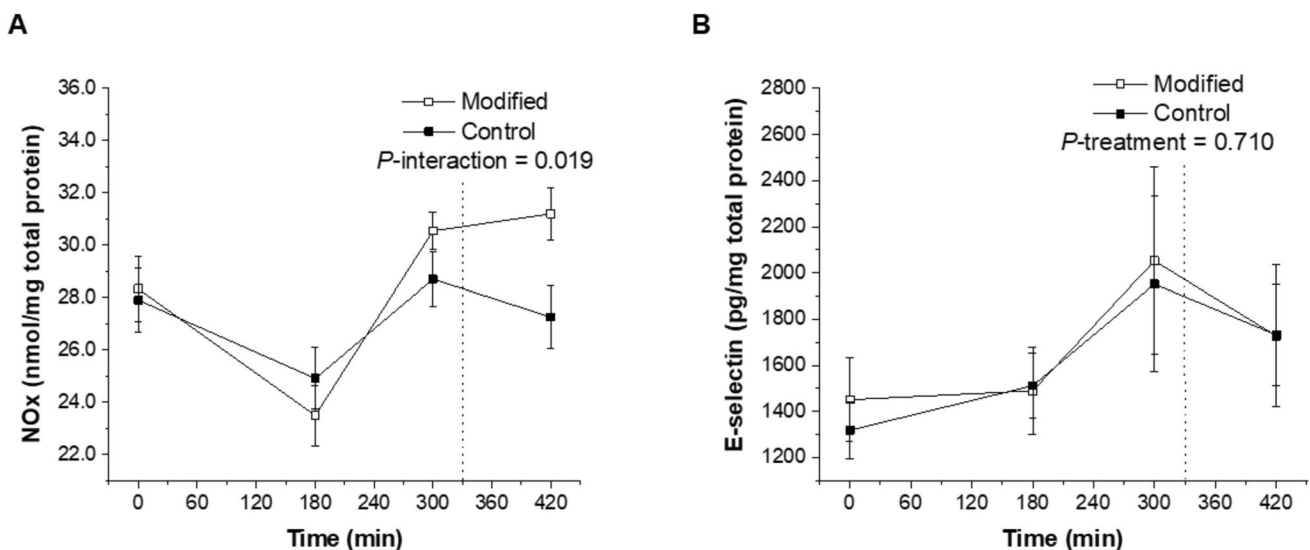 A
NOx (nmol/mg total protein)
36.0
34.0
32.0
30.0
28.0
26.0
24.0
22.0
Modified
Control
P-interaction = 0.019
0 60 120 180 240 300 360 420
Time (min)
B
E-selectin (pg/mg total protein)
2800
2600
2400
2200
2000
1800
1600
1400
1200
Modified
Control
P-treatment = 0.710
0 60 120 180 240 300 360 420
Time (min)